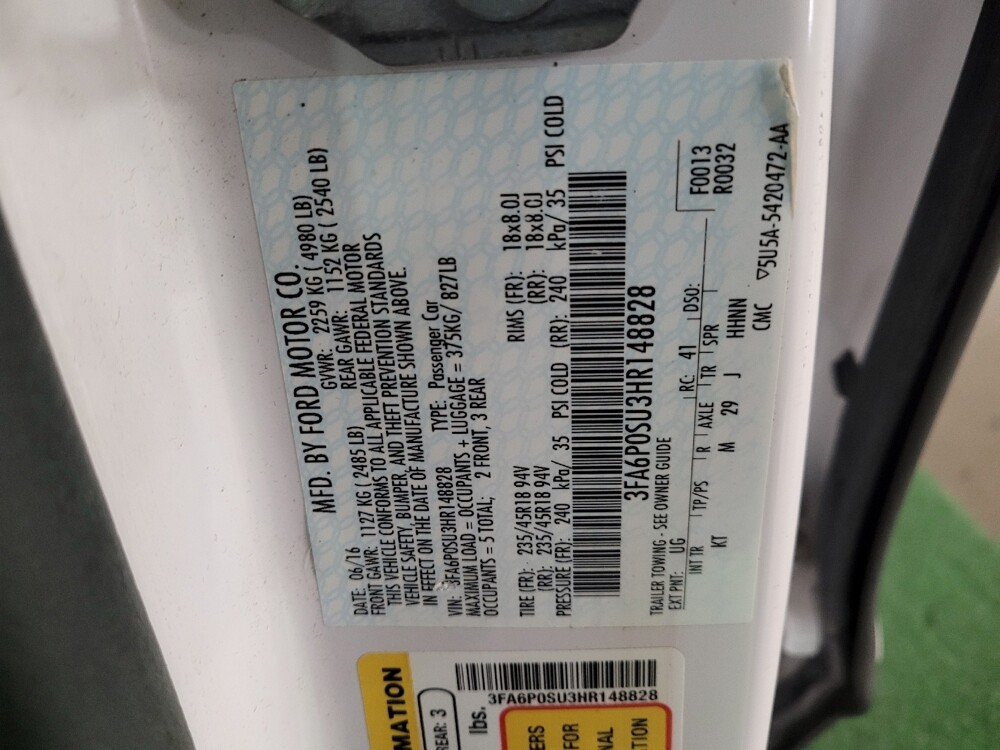 MFD. BY FORD MOTOR CO.
DATE: 06/16 GVWR: 2259 KG ( 4980 LB)
FRONT GAWR: 1127 KG ( 2485 LB) REAR GAWR: 1152 KG ( 2540 LB)
THIS VEHICLE CONFORMS TO ALL APPLICABLE FEDERAL MOTOR
VEHICLE SAFETY, BUMPER, AND THEFT PREVENTION STANDARDS
IN EFFECT ON THE DATE OF MANUFACTURE SHOWN ABOVE.
VIN: 3FA6P0SU3HR148828 TYPE: Passenger Car
MAXIMUM LOAD = OCCUPANTS + LUGGAGE = 375KG/ 827LB
OCCUPANTS = 5 TOTAL; 2 FRONT, 3 REAR
TIRE (FR): 235/45R18 94V RIMS (FR): 18x8.0J
(RR): 235/45R18 94V (RR): 18x8.0J
PRESSURE (FR): 240 kPa/ 35 PSI COLD (RR): 240 kPa/ 35 PSI COLD
3FA6P0SU3HR148828
TRAILER TOWING - SEE OWNER GUIDE
EXT PNT: UG RC: 41 DSO: F0013
R0032
INT TR TP/PS R AXLE TR SPR
KT M 29 J HHNN
CMC ▽5U5A-5420472-AA
MATION
REAR: 3
lbs.
3FA6P0SU3HR148828
ERS
FOR
NAL
TION